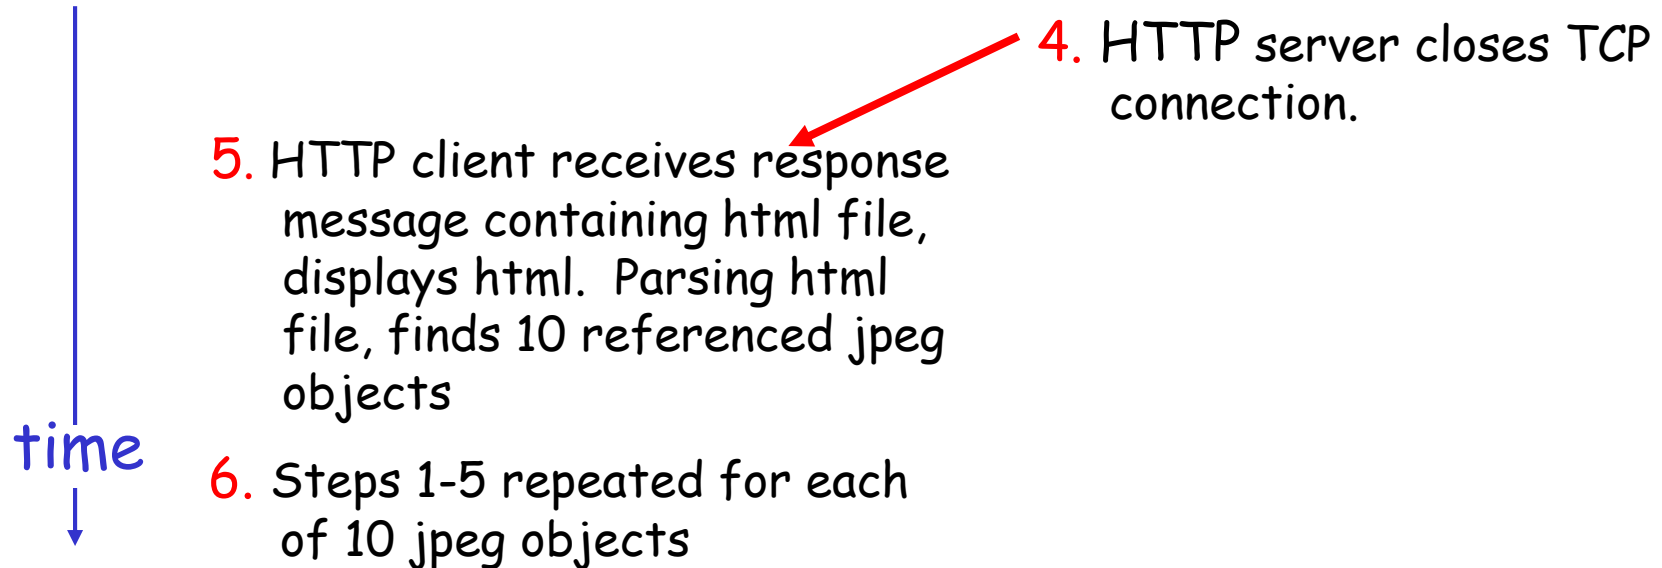 4. HTTP server closes TCP
connection.
5. HTTP client receives response
message containing html file,
displays html. Parsing html
file, finds 10 referenced jpeg
objects
time
6. Steps 1-5 repeated for each
of 10 jpeg objects